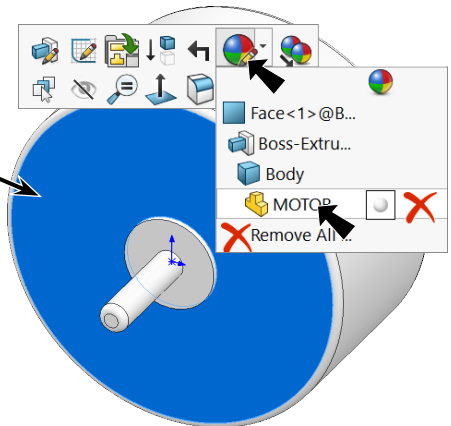 Face<1>@B...
Boss-Extru...
Body
MOTOR
Remove All ...